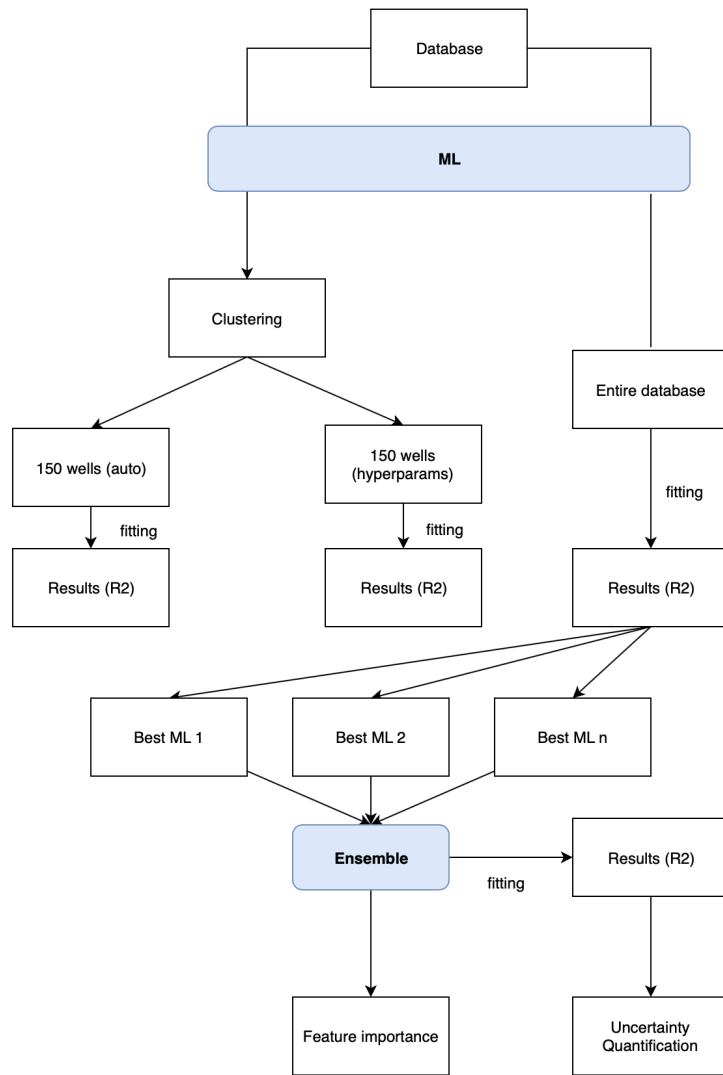 Database
ML
Clustering
Entire database
150 wells (auto)
150 wells
(hyperparams)
fitting
fitting
fitting
Results (R2)
Results (R2)
Results (R2)
Best ML 1
Best ML 2
Best ML n
Ensemble
fitting
Results (R2)
Feature importance
Uncertainty
Quantification